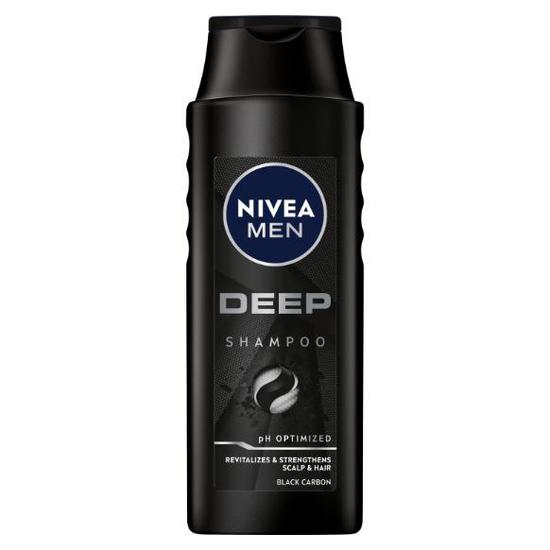 NIVEA
MEN
DEEP
SHAMPOO
pH OPTIMIZED
REVITALIZES & STRENGTHENS
SCALP & HAIR
BLACK CARBON